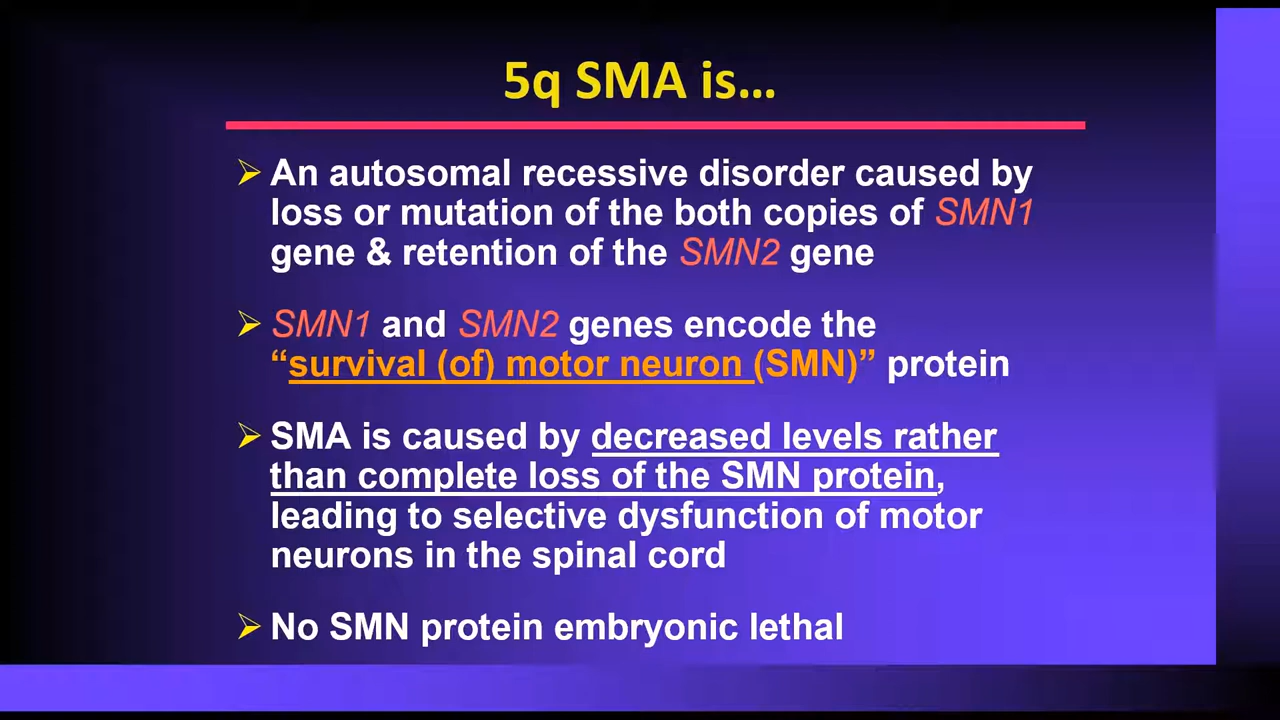 5q SMA is...
➢ An autosomal recessive disorder caused by
loss or mutation of the both copies of SMN1
gene & retention of the SMN2 gene
➢ SMN1 and SMN2 genes encode the
“survival (of) motor neuron (SMN)” protein
➢ SMA is caused by decreased levels rather
than complete loss of the SMN protein,
leading to selective dysfunction of motor
neurons in the spinal cord
➢ No SMN protein embryonic lethal